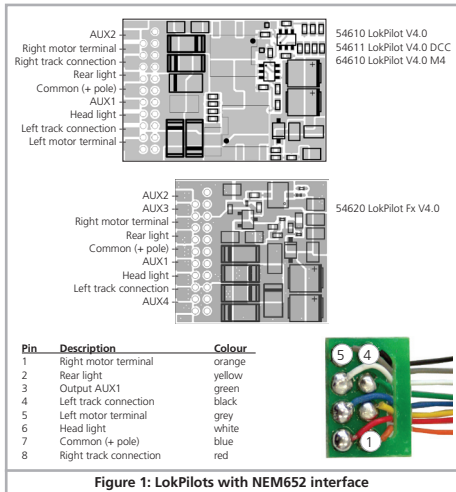 AUX2
Right motor terminal
Right track connection
Rear light
Common (+ pole)
AUX1
Head light
Left track connection
Left motor terminal
54610 LokPilot V4.0
54611 LokPilot V4.0 DCC
64610 LokPilot V4.0 M4
+
AUX2
AUX3
Right motor terminal
Rear light
Common (+ pole)
AUX1
Head light
Left track connection
AUX4
54620 LokPilot Fx V4.0
+
Pin Description Colour
1 Right motor terminal orange
2 Rear light yellow
3 Output AUX1 green
4 Left track connection black
5 Left motor terminal grey
6 Head light white
7 Common (+ pole) blue
8 Right track connection red
5 4
1
Figure 1: LokPilots with NEM652 interface